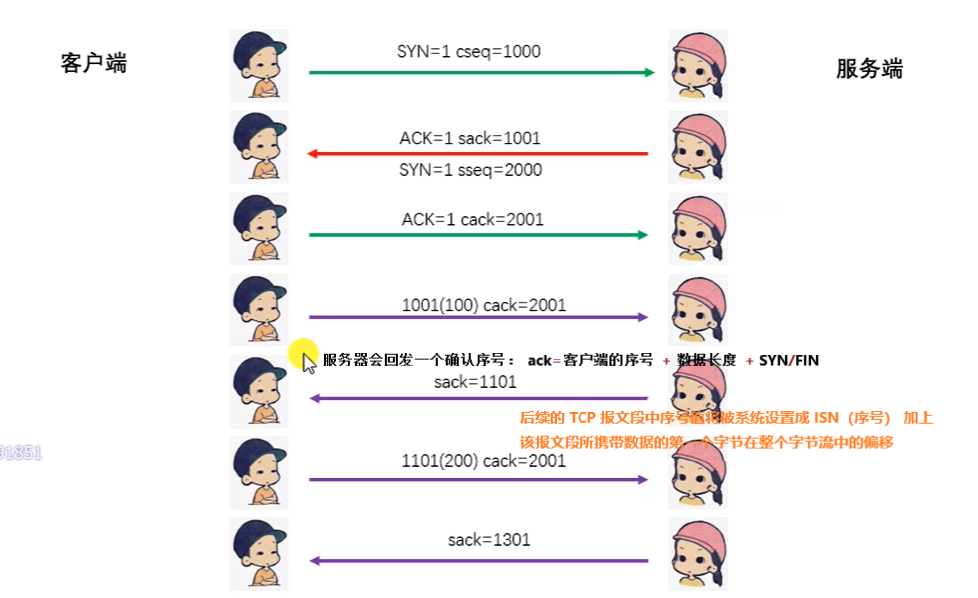 客户端
服务端
SYN=1 cseq=1000
ACK=1 sack=1001
SYN=1 sseq=2000
ACK=1 cack=2001
1001(100) cack=2001
服务器会回发一个确认序号： ack=客户端的序号 + 数据长度 + SYN/FIN
sack=1101
后续的 TCP 报文段中序号值将被系统设置成 ISN（序号） 加上
该报文段所携带数据的第一个字节在整个字节流中的偏移
91851
1101(200) cack=2001
sack=1301